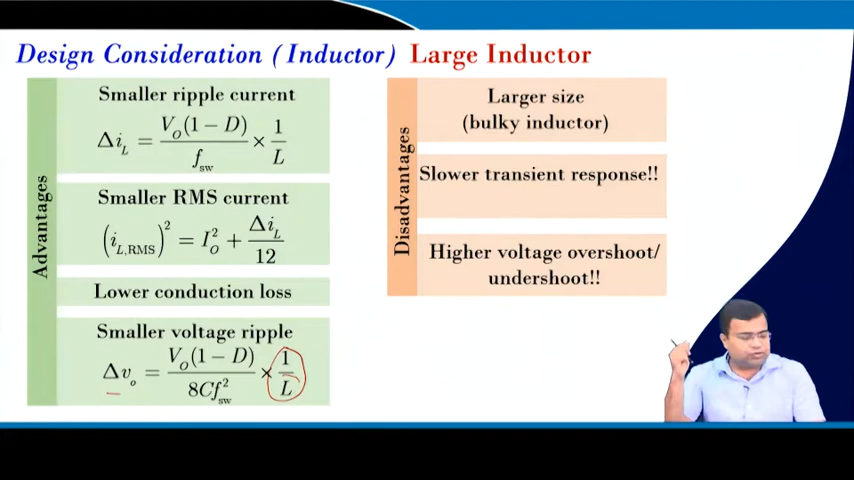 Design Consideration (Inductor) Large Inductor
Advantages
Smaller ripple current
Δi_L = V_o(1 − D) / f_sw × 1 / L
Smaller RMS current
(i_L,RMS)² = I_o² + Δi_L / 12
Lower conduction loss
Smaller voltage ripple
Δv_o = V_o(1 − D) / 8Cf_sw² × 1 / L
Disadvantages
Larger size
(bulky inductor)
Slower transient response!!
Higher voltage overshoot/
undershoot!!